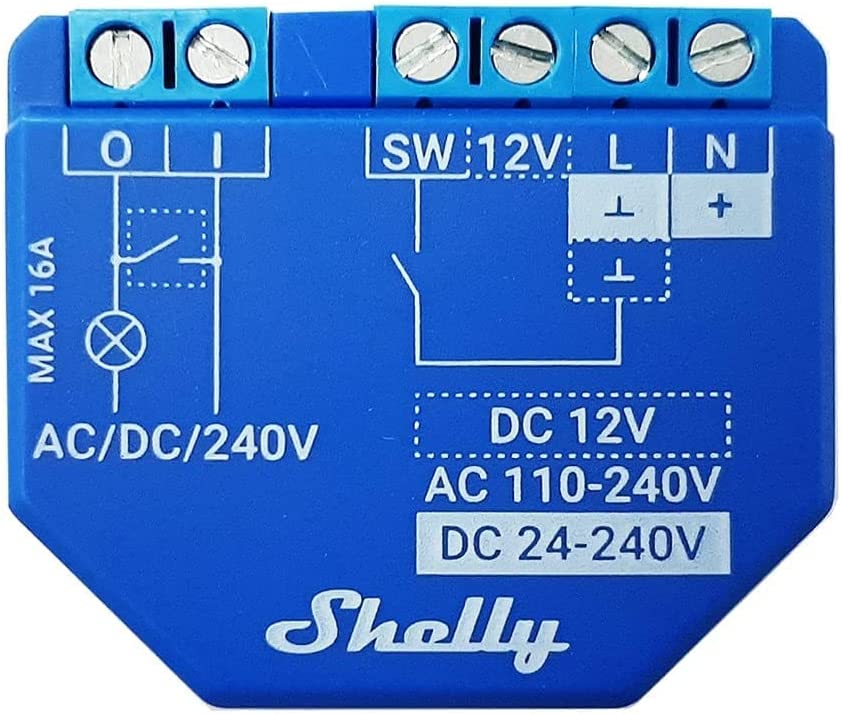 O I SW 12V L N
⊥ +
⊥
MAX 16A
AC/DC/240V
DC 12V
AC 110-240V
DC 24-240V
Shelly